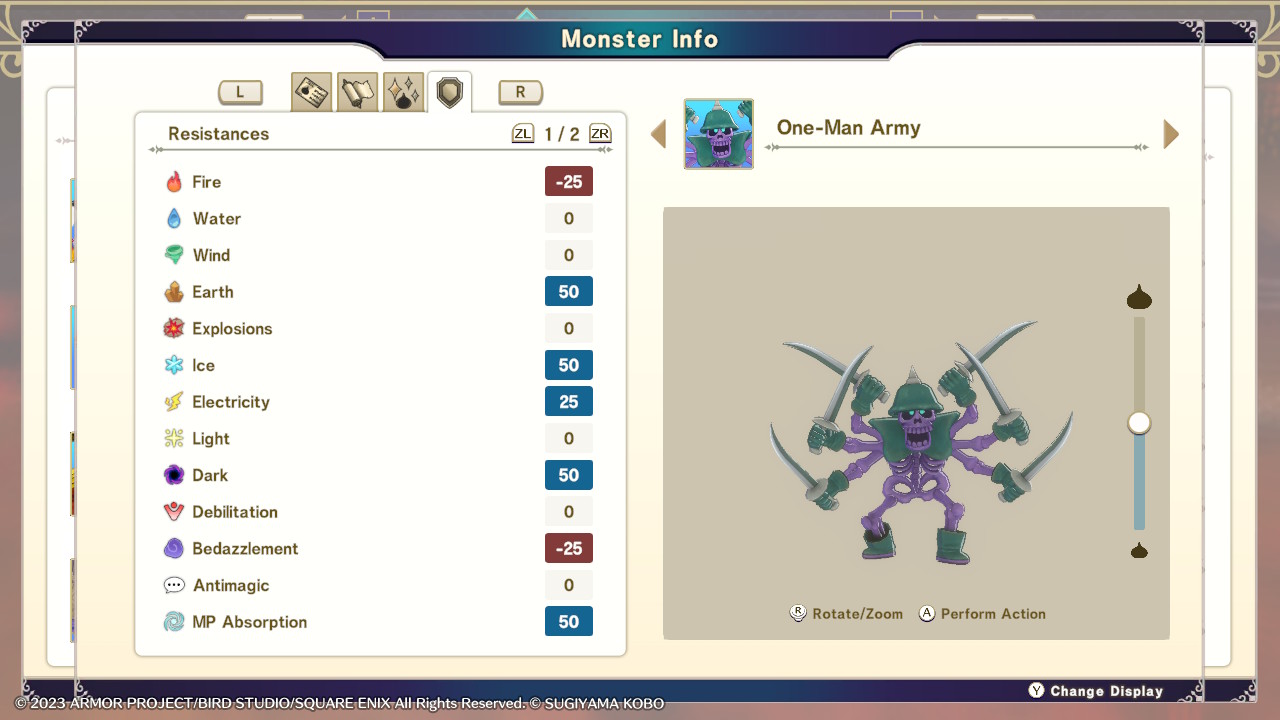 Monster Info
L
R
Resistances
ZL 1 / 2 ZR
Fire -25
Water 0
Wind 0
Earth 50
Explosions 0
Ice 50
Electricity 25
Light 0
Dark 50
Debilitation 0
Bedazzlement -25
Antimagic 0
MP Absorption 50
One-Man Army
R Rotate/Zoom A Perform Action
Y Change Display
© 2023 ARMOR PROJECT/BIRD STUDIO/SQUARE ENIX All Rights Reserved. © SUGIYAMA KOBO